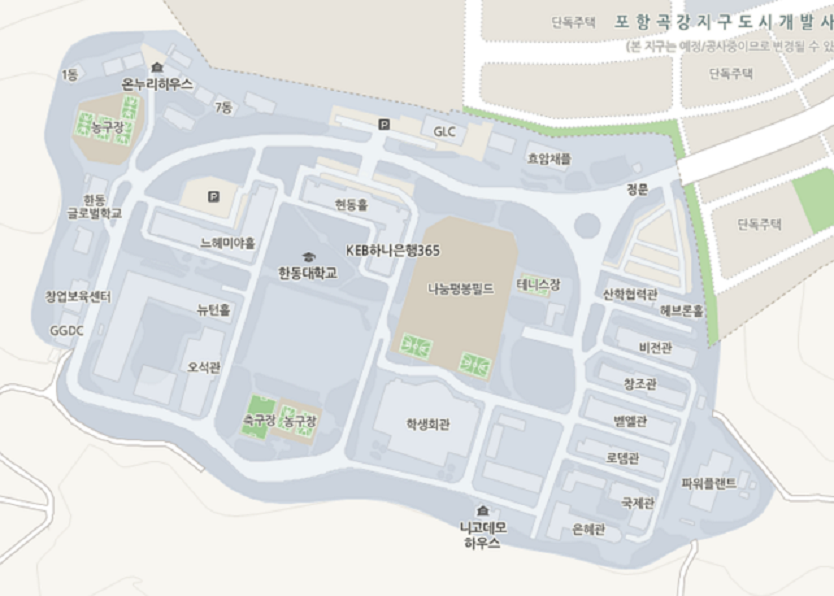 단독주택
포항곡강지구도시개발사
(본 지구는 예정/공사중이므로 변경될 수 있
단독주택
1동
온누리하우스
7동
농구장
P
GLC
효암채플
정문
한동
글로벌학교
P
현동홀
단독주택
느헤미야홀
KEB하나은행365
한동대학교
나눔평봉필드
테니스장
창업보육센터
산학협력관
뉴턴홀
헤브론홀
GGDC
비전관
오석관
창조관
축구장
농구장
학생회관
벧엘관
로뎀관
파워플랜트
국제관
니고데모
하우스
은혜관